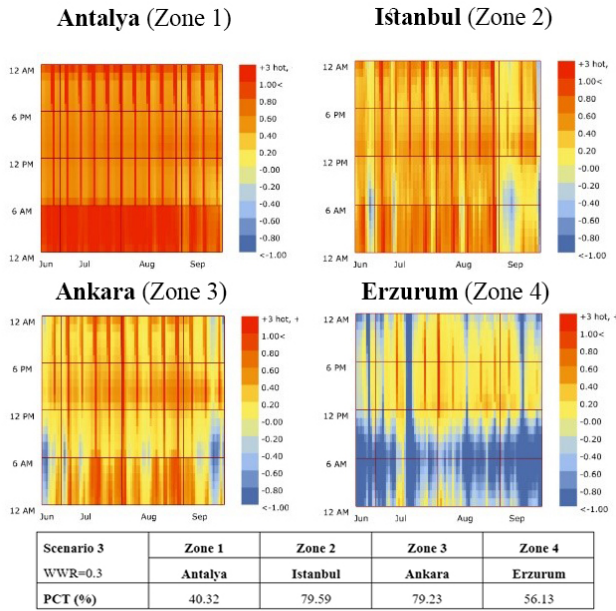 Antalya (Zone 1)
Istanbul (Zone 2)
12 AM
6 PM
12 PM
6 AM
12 AM
Jun Jul Aug Sep
+3 hot,
1.00<
0.80
0.60
0.40
0.20
-0.00
-0.20
-0.40
-0.60
-0.80
<-1.00
12 AM
6 PM
12 PM
6 AM
12 AM
Jun Jul Aug Sep
+3 hot,
1.00<
0.80
0.60
0.40
0.20
-0.00
-0.20
-0.40
-0.60
-0.80
<-1.00
Ankara (Zone 3)
Erzurum (Zone 4)
12 AM
6 PM
12 PM
6 AM
12 AM
Jun Jul Aug Sep
+3 hot, +
1.00<
0.80
0.60
0.40
0.20
-0.00
-0.20
-0.40
-0.60
-0.80
<-1.00
12 AM
6 PM
12 PM
6 AM
12 AM
Jun Jul Aug Sep
+3 hot, +
1.00<
0.80
0.60
0.40
0.20
-0.00
-0.20
-0.40
-0.60
-0.80
<-1.00
Scenario 3 Zone 1 Zone 2 Zone 3 Zone 4
WWR=0.3 Antalya Istanbul Ankara Erzurum
PCT (%) 40.32 79.59 79.23 56.13